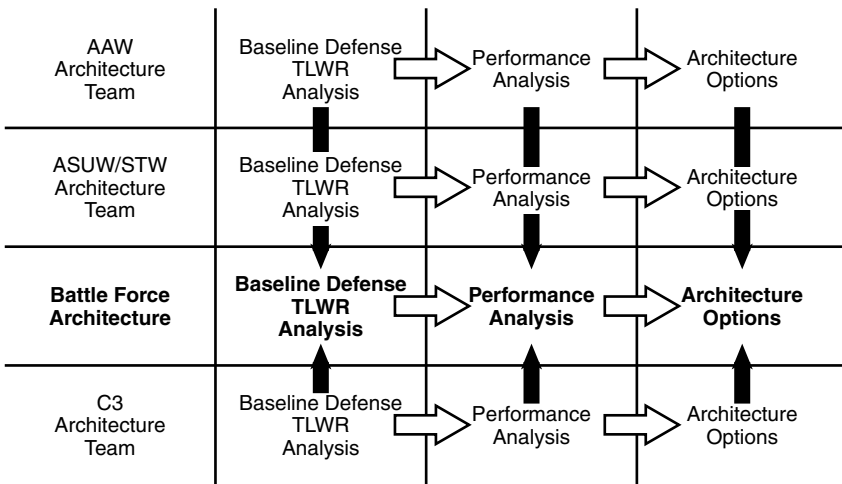 AAW
Architecture
Team
Baseline Defense
TLWR
Analysis
Performance
Analysis
Architecture
Options
ASUW/STW
Architecture
Team
Baseline Defense
TLWR
Analysis
Performance
Analysis
Architecture
Options
Battle Force
Architecture
Baseline Defense
TLWR
Analysis
Performance
Analysis
Architecture
Options
C3
Architecture
Team
Baseline Defense
TLWR
Analysis
Performance
Analysis
Architecture
Options